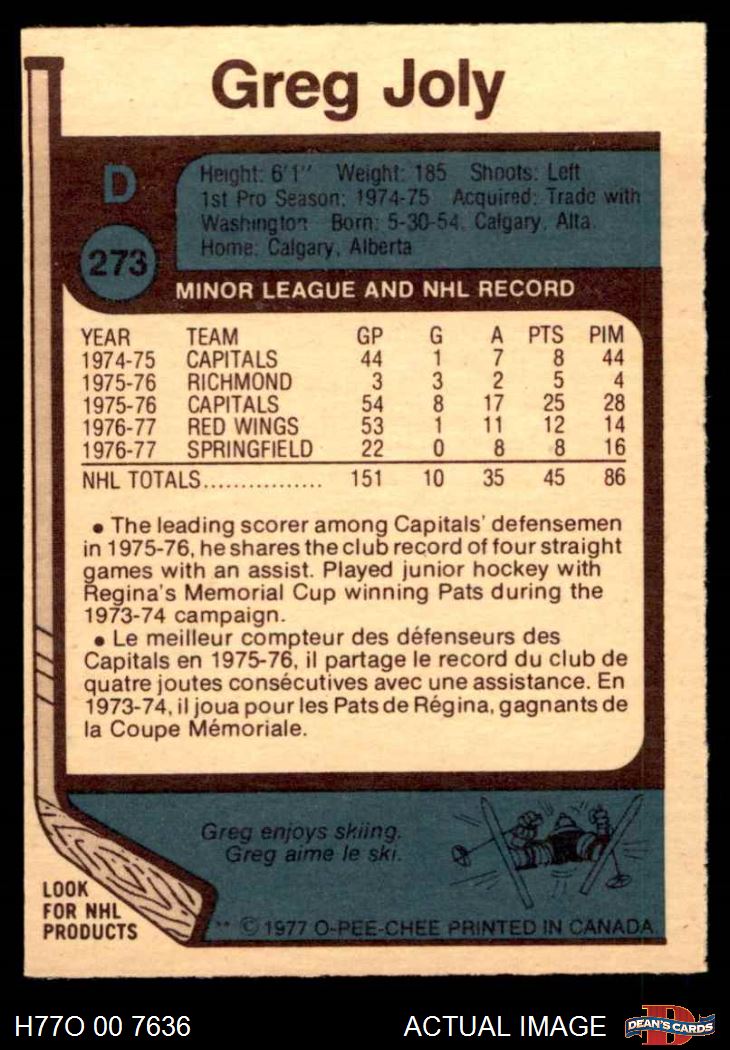 Greg Joly
D
Height: 6'1" Weight: 185 Shoots: Left
1st Pro Season: 1974-75 Acquired: Trade with
Washington Born: 5-30-54, Calgary, Alta.
Home: Calgary, Alberta
273
MINOR LEAGUE AND NHL RECORD
YEAR TEAM GP G A PTS PIM
1974-75 CAPITALS 44 1 7 8 44
1975-76 RICHMOND 3 3 2 5 4
1975-76 CAPITALS 54 8 17 25 28
1976-77 RED WINGS 53 1 11 12 14
1976-77 SPRINGFIELD 22 0 8 8 16
NHL TOTALS................ 151 10 35 45 86
• The leading scorer among Capitals' defensemen
in 1975-76, he shares the club record of four straight
games with an assist. Played junior hockey with
Regina's Memorial Cup winning Pats during the
1973-74 campaign.
• Le meilleur compteur des défenseurs des
Capitals en 1975-76, il partage le record du club de
quatre joutes consécutives avec une assistance. En
1973-74, il joua pour les Pats de Régina, gagnants de
la Coupe Mémoriale.
Greg enjoys skiing.
Greg aime le ski.
LOOK
FOR NHL
PRODUCTS
** © 1977 O-PEE-CHEE PRINTED IN CANADA
H77O 00 7636 ACTUAL IMAGE
D
DEAN'S CARDS